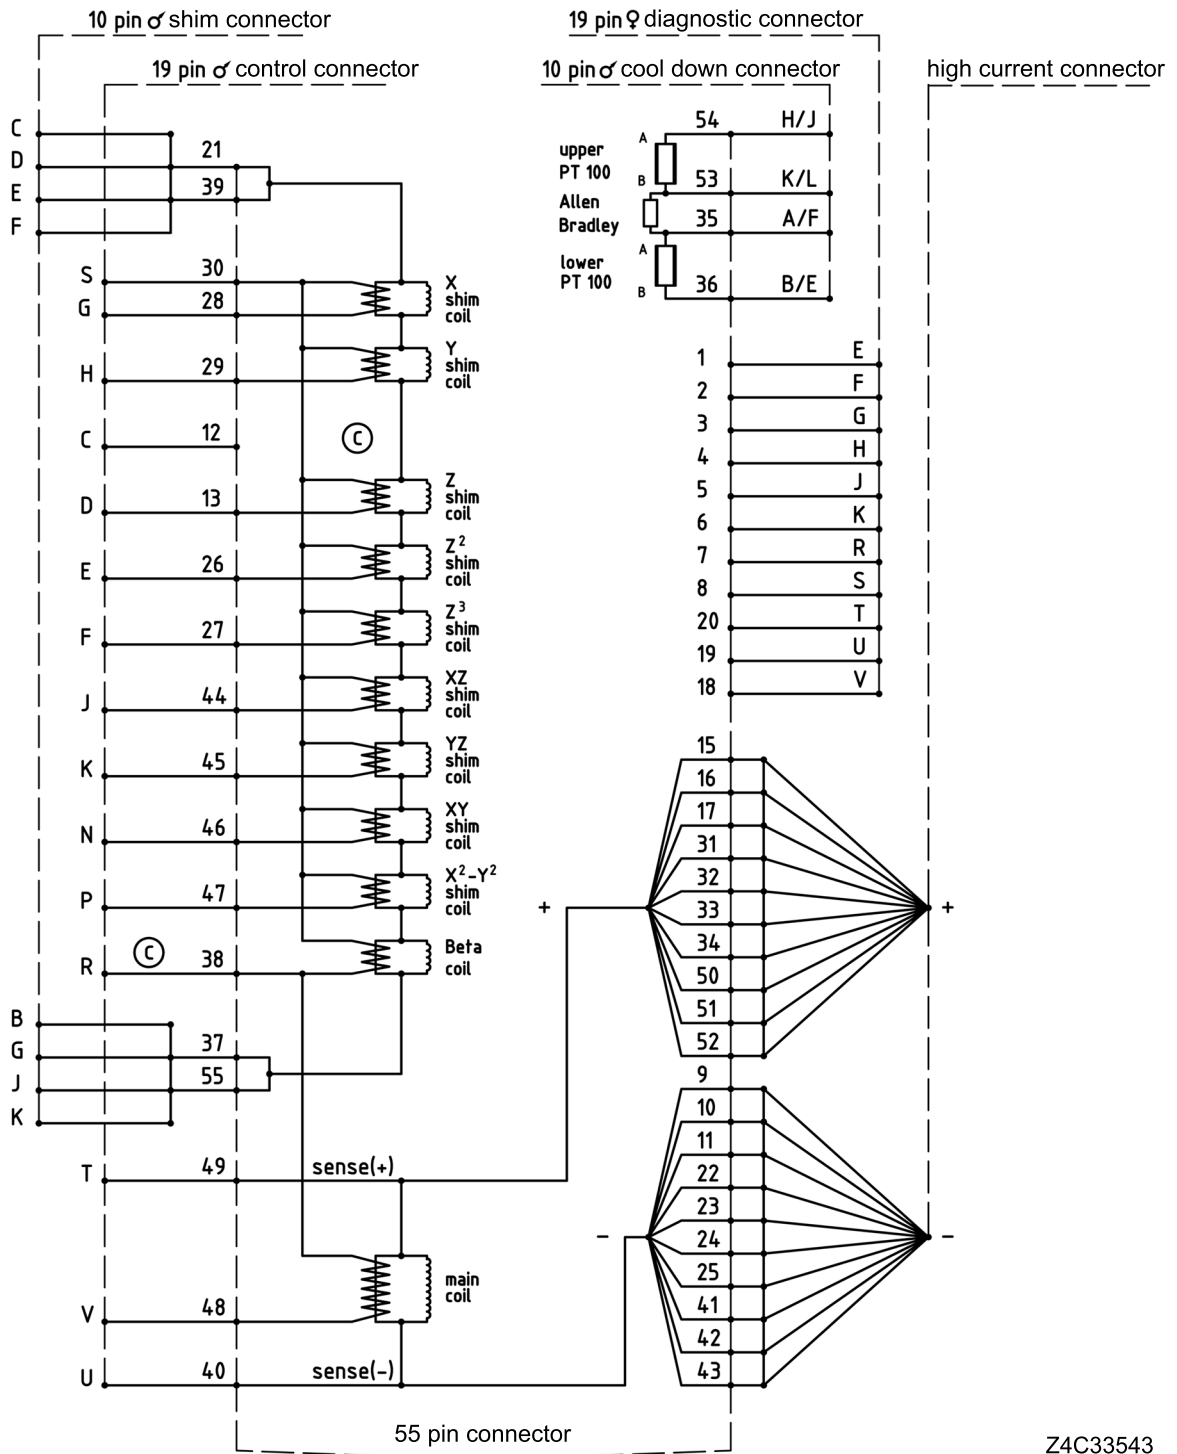 10 pin ♂ shim connector
19 pin ♀ diagnostic connector
19 pin ♂ control connector
10 pin ♂ cool down connector
high current connector
C
D 21
E 39
F
S 30
G 28
X
shim
coil
H 29
Y
shim
coil
C 12
C
D 13
Z
shim
coil
E 26
Z²
shim
coil
F 27
Z³
shim
coil
J 44
XZ
shim
coil
K 45
YZ
shim
coil
N 46
XY
shim
coil
P 47
X²-Y²
shim
coil
R C 38
Beta
coil
B
G 37
J 55
K
T 49 sense(+)
V 48
main
coil
U 40 sense(-)
upper
PT 100
A
B
Allen
Bradley
lower
PT 100
A
B
54 H/J
53 K/L
35 A/F
36 B/E
1 E
2 F
3 G
4 H
5 J
6 K
7 R
8 S
20 T
19 U
18 V
15
16
17
31
32
+ 33 +
34
50
51
52
9
10
11
22
23
- 24 -
25
41
42
43
55 pin connector
Z4C33543